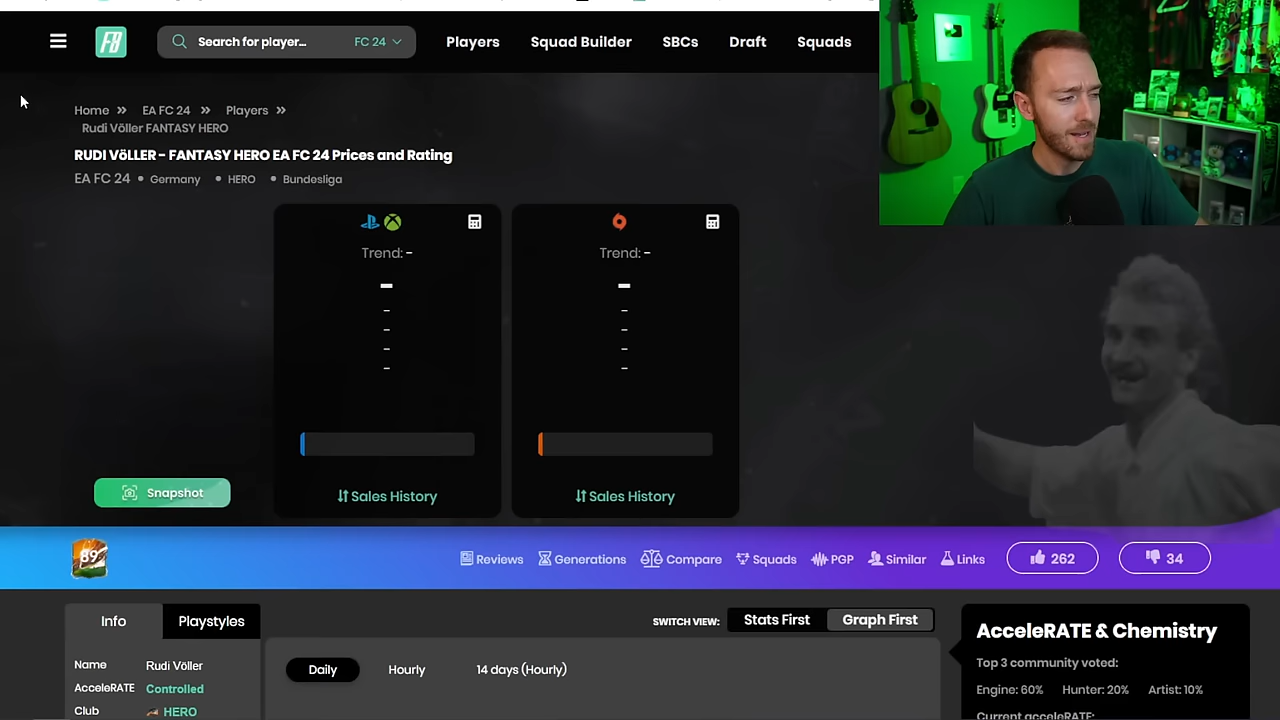 FB
Search for player...
FC 24
Players
Squad Builder
SBCs
Draft
Squads
Home » EA FC 24 » Players »
Rudi Völler FANTASY HERO
RUDI VöLLER - FANTASY HERO EA FC 24 Prices and Rating
EA FC 24 • Germany • HERO • Bundesliga
Trend: -
-
-
-
-
-
Sales History
Trend: -
-
-
-
-
-
Sales History
Snapshot
89
Reviews
Generations
Compare
Squads
PGP
Similar
Links
262
34
Info
Playstyles
SWITCH VIEW:
Stats First
Graph First
Name Rudi Völler
AcceleRATE Controlled
Club HERO
Daily
Hourly
14 days (Hourly)
AcceleRATE & Chemistry
Top 3 community voted:
Engine: 60% Hunter: 20% Artist: 10%
Current acceleRATE: